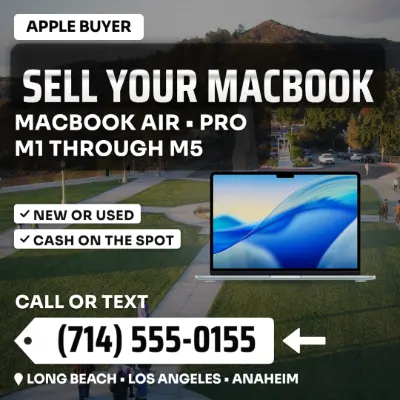 APPLE BUYER
SELL YOUR MACBOOK
MACBOOK AIR • PRO
M1 THROUGH M5
NEW OR USED
CASH ON THE SPOT
CALL OR TEXT
(714) 555-0155
LONG BEACH • LOS ANGELES • ANAHEIM